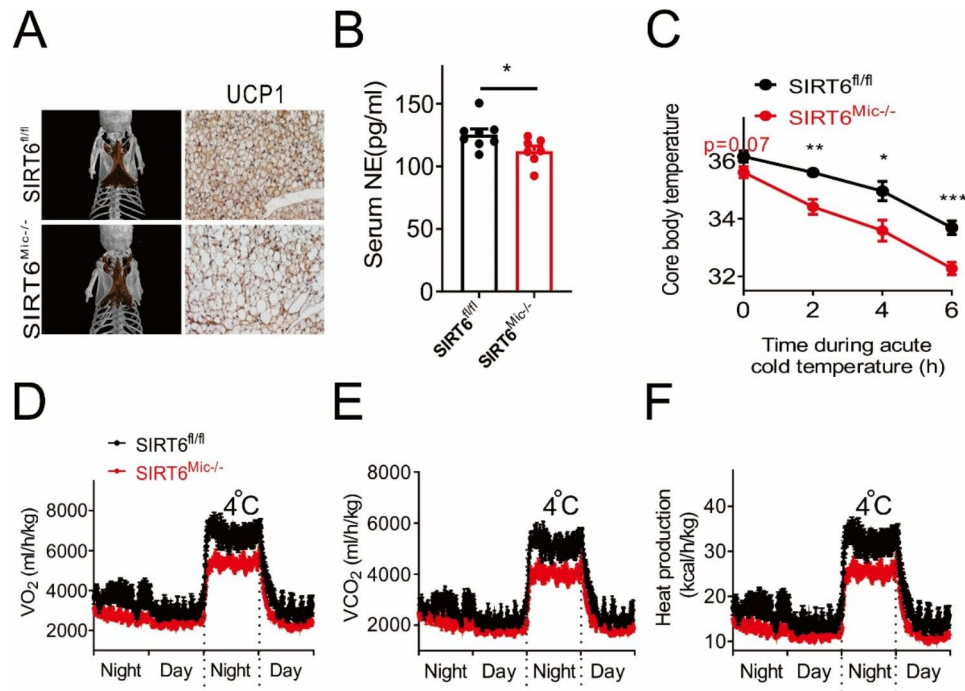 A
UCP1
SIRT6fl/fl
SIRT6Mic-/-
B
*
Serum NE(pg/ml)
150
100
50
0
SIRT6fl/fl
SIRT6Mic-/-
C
SIRT6fl/fl
SIRT6Mic-/-
p=0.07
**
*
***
Core body temperature
36
34
32
0
2
4
6
Time during acute
cold temperature (h)
D
SIRT6fl/fl
SIRT6Mic-/-
4°C
VO2 (ml/h/kg)
8000
6000
4000
2000
Night
Day
Night
Day
E
4°C
VCO2 (ml/h/kg)
8000
6000
4000
2000
Night
Day
Night
Day
F
4°C
Heat production
(kcal/h/kg)
40
30
20
10
Night
Day
Night
Day